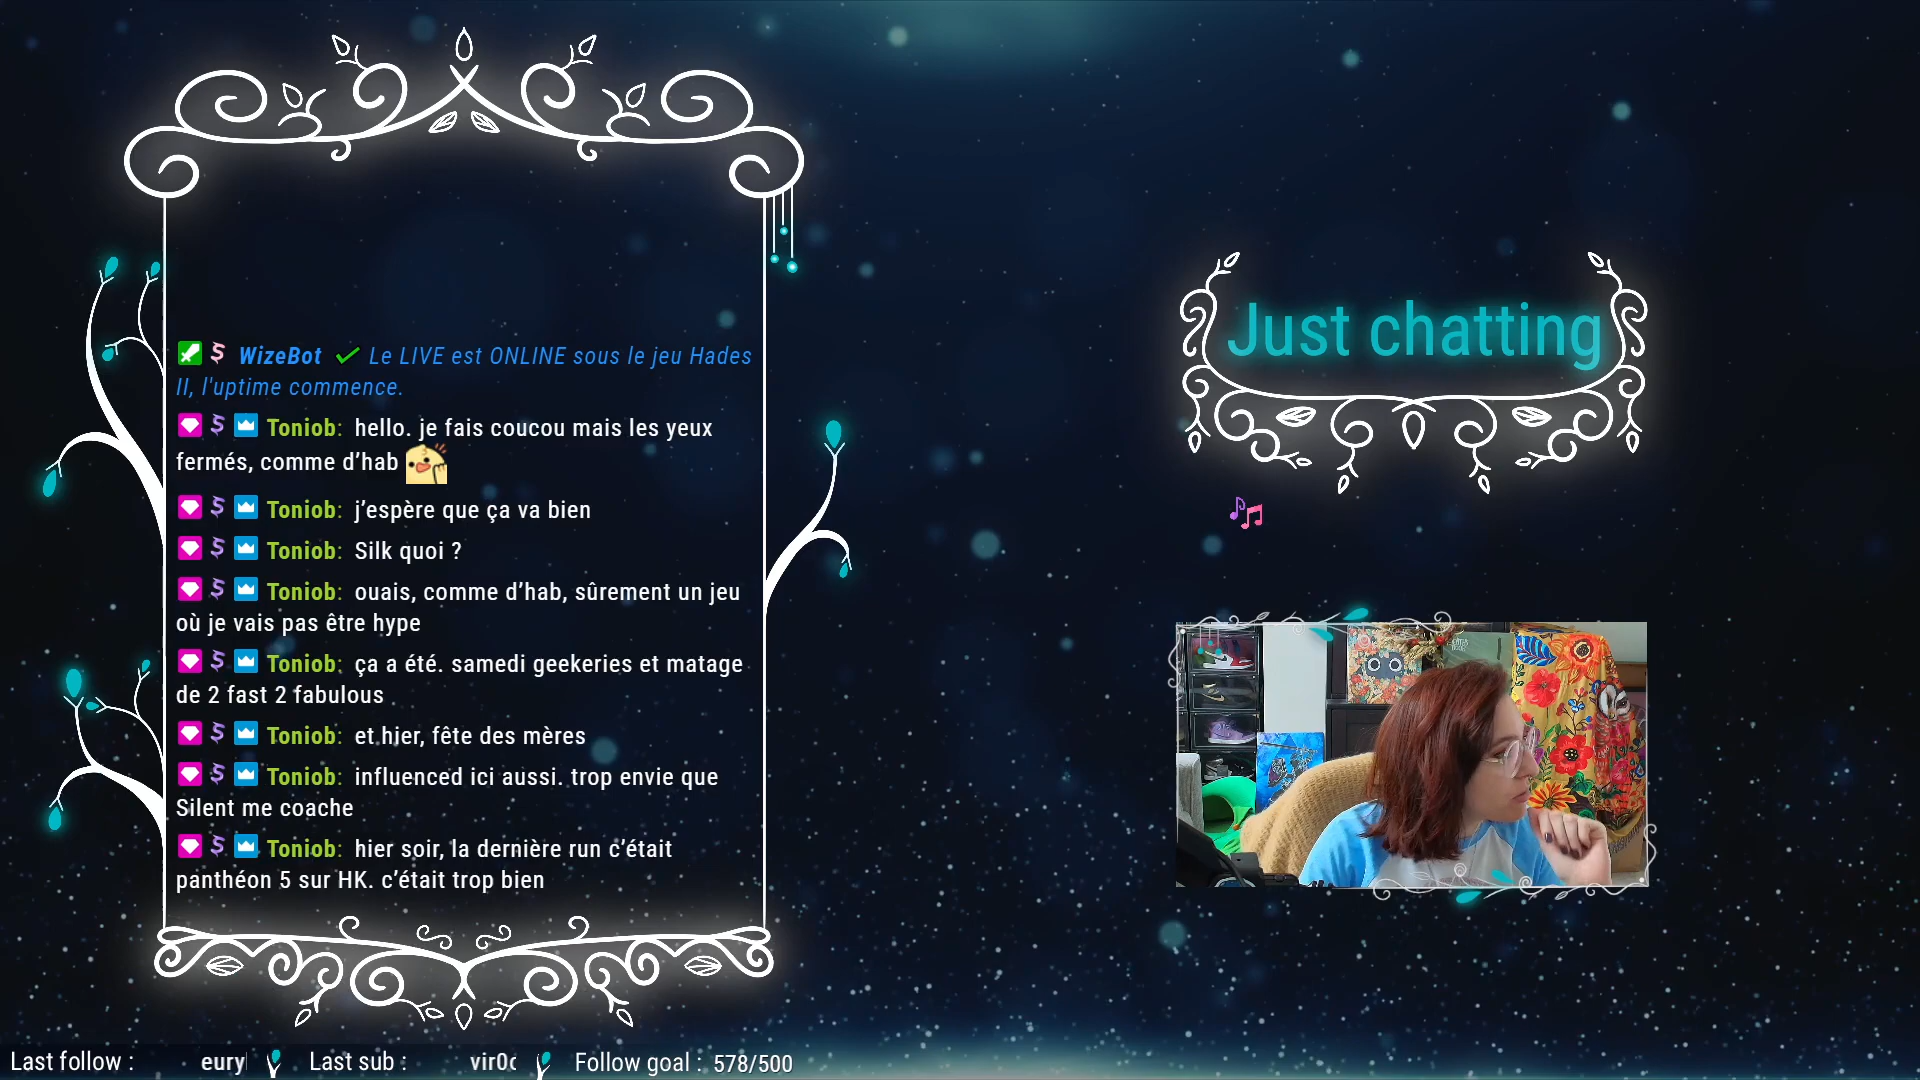 WizeBot Le LIVE est ONLINE sous le jeu Hades
II, l'uptime commence.
Toniob: hello. je fais coucou mais les yeux
fermés, comme d’hab
Toniob: j’espère que ça va bien
Toniob: Silk quoi ?
Toniob: ouais, comme d’hab, sûrement un jeu
où je vais pas être hype
Toniob: ça a été. samedi geekeries et matage
de 2 fast 2 fabulous
Toniob: et hier, fête des mères
Toniob: influenced ici aussi. trop envie que
Silent me coache
Toniob: hier soir, la dernière run c’était
panthéon 5 sur HK. c’était trop bien
Just chatting
Last follow : eury Last sub : vir0 Follow goal : 578/500